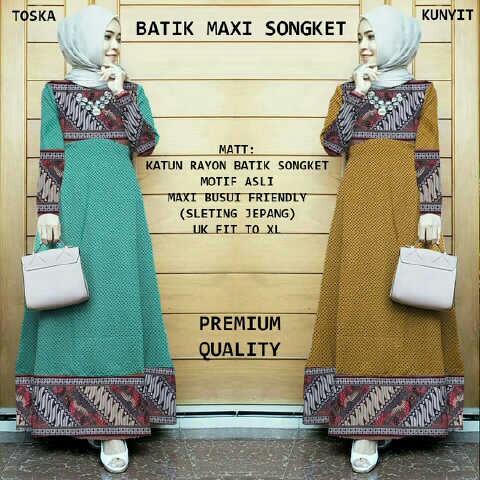 TOSKA
BATIK MAXI SONGKET
KUNYIT
MATT:
KATUN RAYON BATIK SONGKET
MOTIF ASLI
MAXI BUSUI FRIENDLY
(SLETING JEPANG)
UK FIT TO XL
PREMIUM
QUALITY